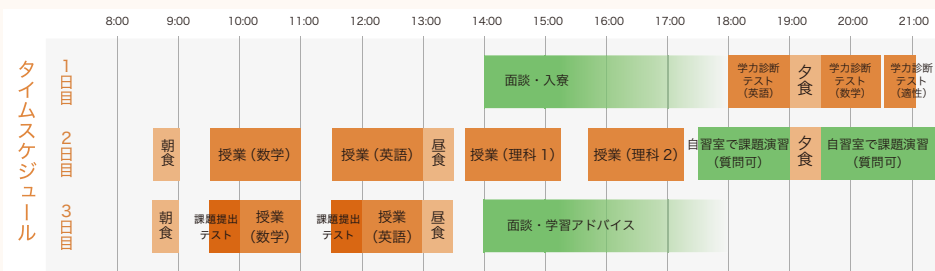 8:00 9:00 10:00 11:00 12:00 13:00 14:00 15:00 16:00 17:00 18:00 19:00 20:00 21:00
タイムスケジュール
1日目
面談・入寮
学力診断
テスト
(英語)
夕食
学力診断
テスト
(数学)
学力診断
テスト
(適性)
2日目
朝食
授業(数学)
授業(英語)
昼食
授業(理科1)
授業(理科2)
自習室で課題演習
(質問可)
夕食
自習室で課題演習
(質問可)
3日目
朝食
課題提出
テスト
授業
(数学)
課題提出
テスト
授業
(英語)
昼食
面談・学習アドバイス